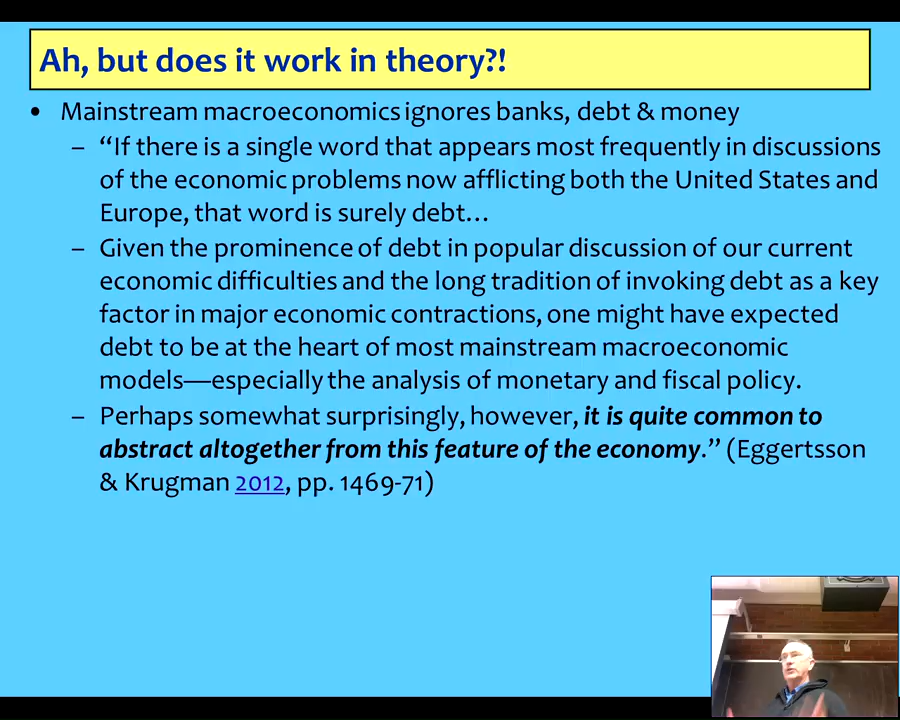 Ah, but does it work in theory?!
• Mainstream macroeconomics ignores banks, debt & money
– “If there is a single word that appears most frequently in discussions
of the economic problems now afflicting both the United States and
Europe, that word is surely debt…
– Given the prominence of debt in popular discussion of our current
economic difficulties and the long tradition of invoking debt as a key
factor in major economic contractions, one might have expected
debt to be at the heart of most mainstream macroeconomic
models—especially the analysis of monetary and fiscal policy.
– Perhaps somewhat surprisingly, however, it is quite common to
abstract altogether from this feature of the economy.” (Eggertsson
& Krugman 2012, pp. 1469-71)